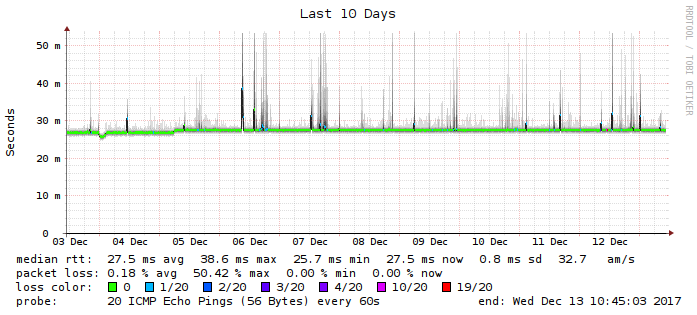 Last 10 Days
RRDTOOL / TOBI OETIKER
Seconds
50 m
40 m
30 m
20 m
10 m
0
03 Dec 04 Dec 05 Dec 06 Dec 07 Dec 08 Dec 09 Dec 10 Dec 11 Dec 12 Dec
median rtt: 27.5 ms avg 38.6 ms max 25.7 ms min 27.5 ms now 0.8 ms sd 32.7 am/s
packet loss: 0.18 % avg 50.42 % max 0.00 % min 0.00 % now
loss color: 0 1/20 2/20 3/20 4/20 10/20 19/20
probe: 20 ICMP Echo Pings (56 Bytes) every 60s end: Wed Dec 13 10:45:03 2017